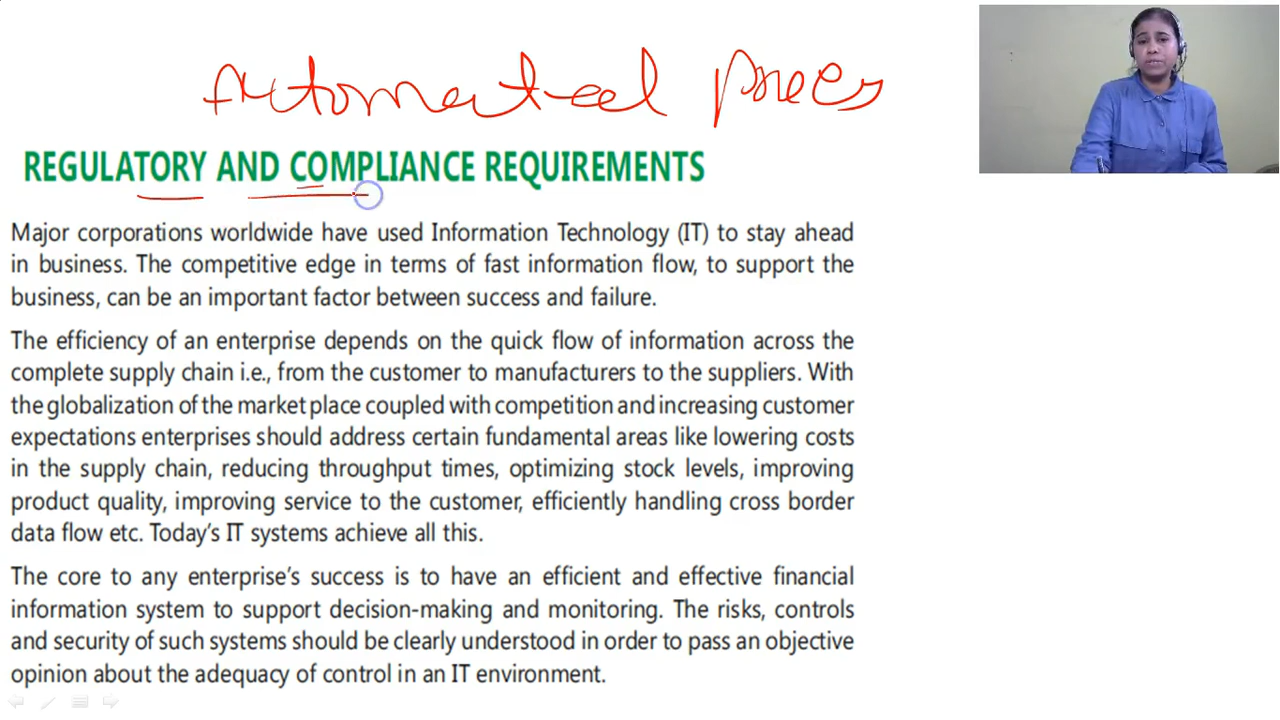 Automated
REGULATORY AND COMPLIANCE REQUIREMENTS
Major corporations worldwide have used Information Technology (IT) to stay ahead
in business. The competitive edge in terms of fast information flow, to support the
business, can be an important factor between success and failure.
The efficiency of an enterprise depends on the quick flow of information across the
complete supply chain i.e., from the customer to manufacturers to the suppliers. With
the globalization of the market place coupled with competition and increasing customer
expectations enterprises should address certain fundamental areas like lowering costs
in the supply chain, reducing throughput times, optimizing stock levels, improving
product quality, improving service to the customer, efficiently handling cross border
data flow etc. Today's IT systems achieve all this.
The core to any enterprise's success is to have an efficient and effective financial
information system to support decision-making and monitoring. The risks, controls
and security of such systems should be clearly understood in order to pass an objective
opinion about the adequacy of control in an IT environment.